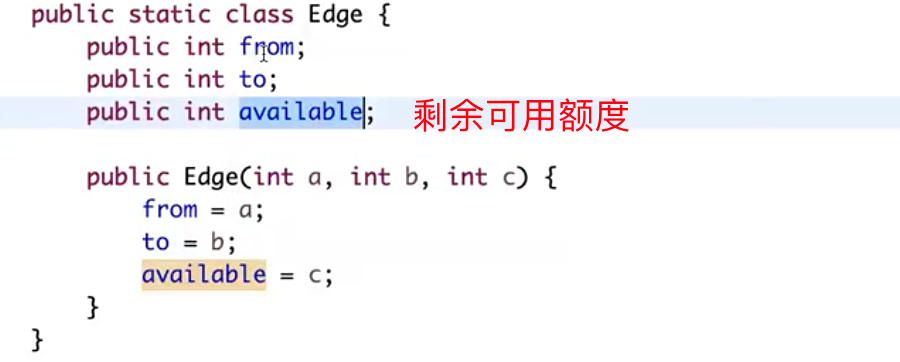 public static class Edge {
public int from;
public int to;
public int available; 剩余可用额度
public Edge(int a, int b, int c) {
from = a;
to = b;
available = c;
}
}